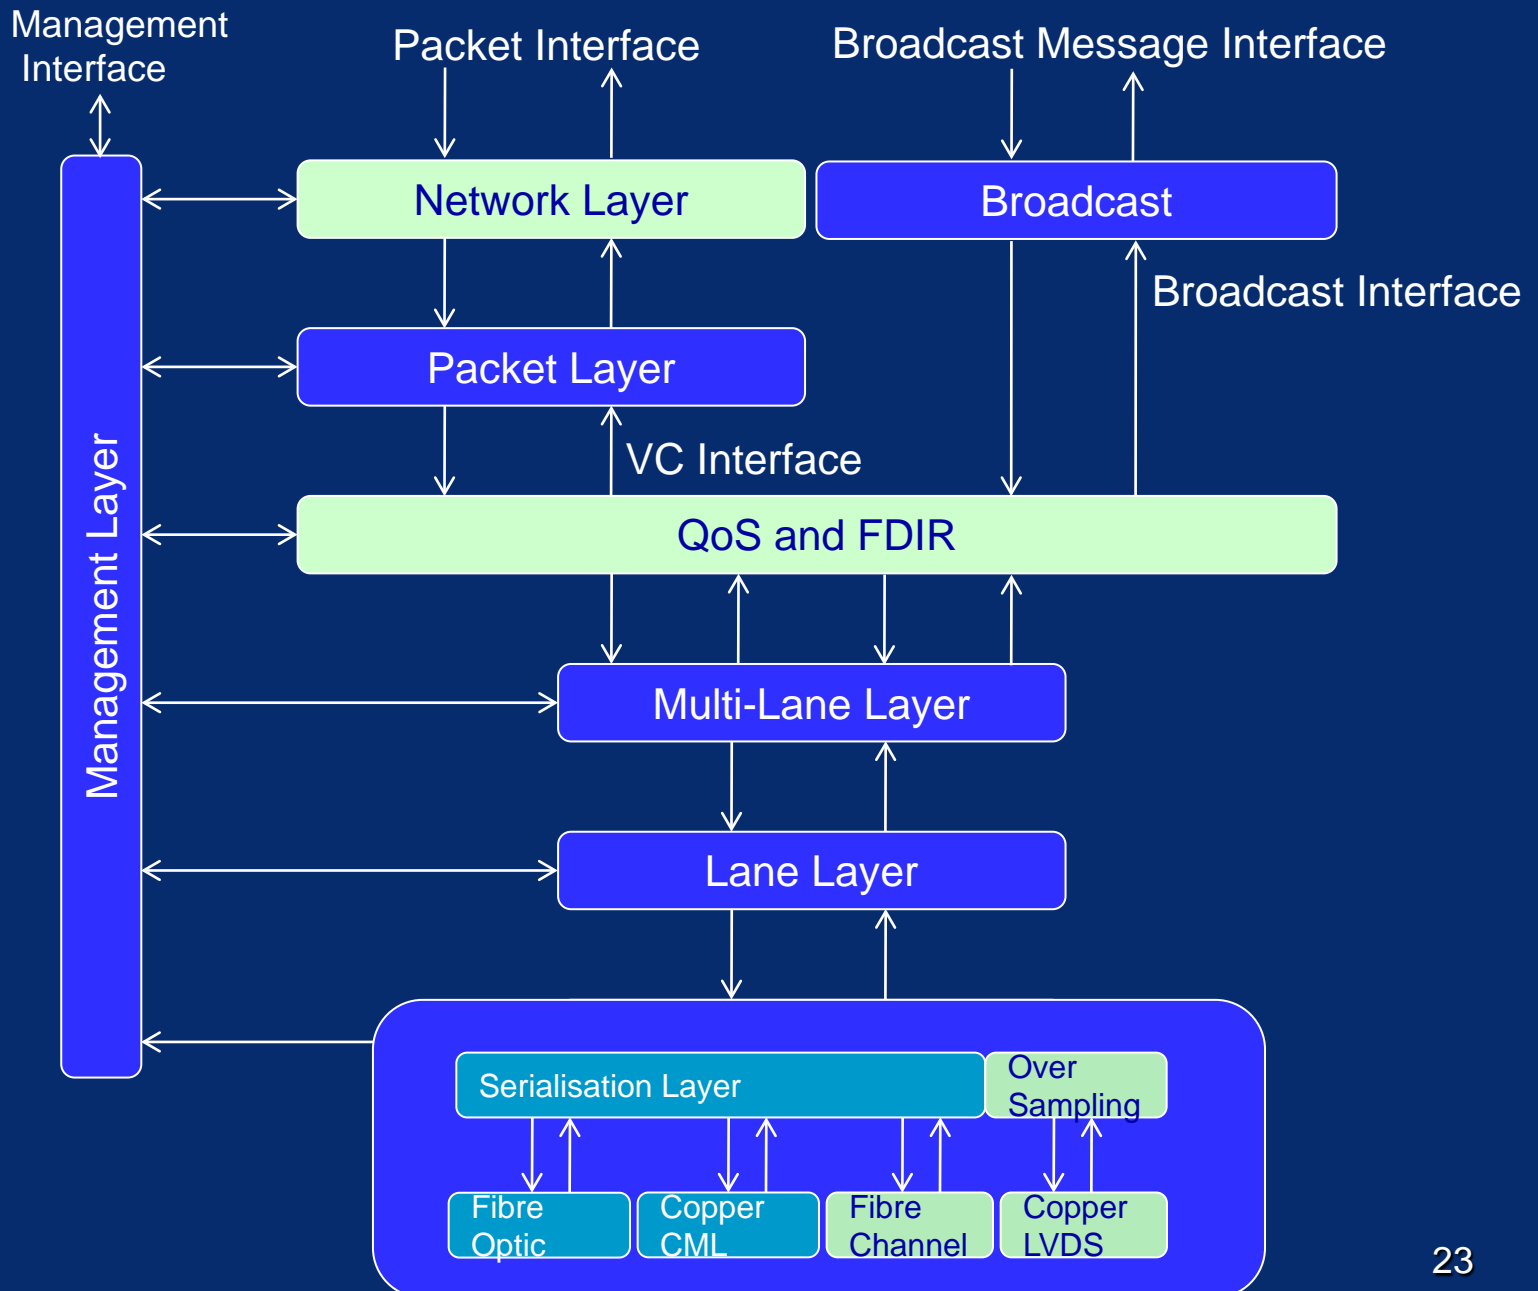 Management
Interface
Packet Interface
Broadcast Message Interface
Network Layer
Broadcast
Broadcast Interface
Packet Layer
VC Interface
Management Layer
QoS and FDIR
Multi-Lane Layer
Lane Layer
Serialisation Layer
Over
Sampling
Fibre
Optic
Copper
CML
Fibre
Channel
Copper
LVDS
23